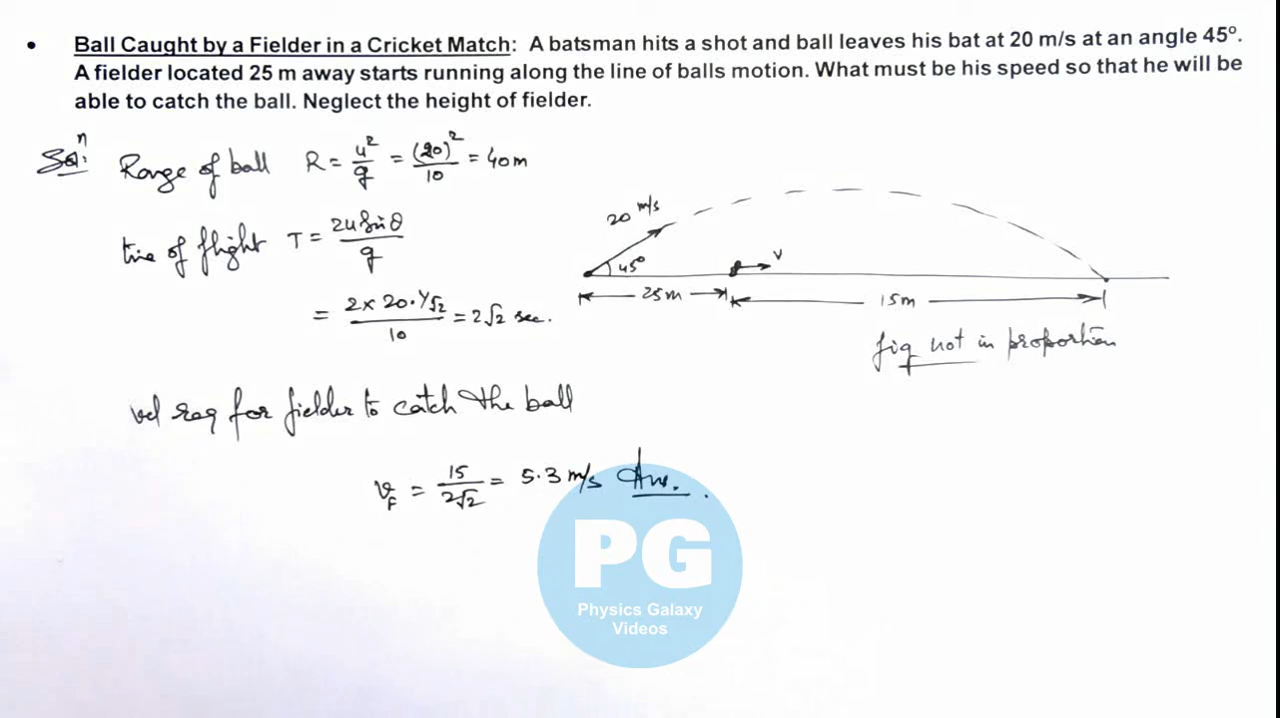 • Ball Caught by a Fielder in a Cricket Match: A batsman hits a shot and ball leaves his bat at 20 m/s at an angle 45°.
A fielder located 25 m away starts running along the line of balls motion. What must be his speed so that he will be
able to catch the ball. Neglect the height of fielder.
Solⁿ: Range of ball R = u²/g = (20)²/10 = 40 m
time of flight T = 2u sin θ/g
= 2 × 20 · 1/√2 / 10 = 2√2 sec.
20 m/s
45°
v
25 m
15 m
fig not in proportion
vel req for fielder to catch the ball
v_F = 15/2√2 = 5.3 m/s Ans.
PG
Physics Galaxy
Videos